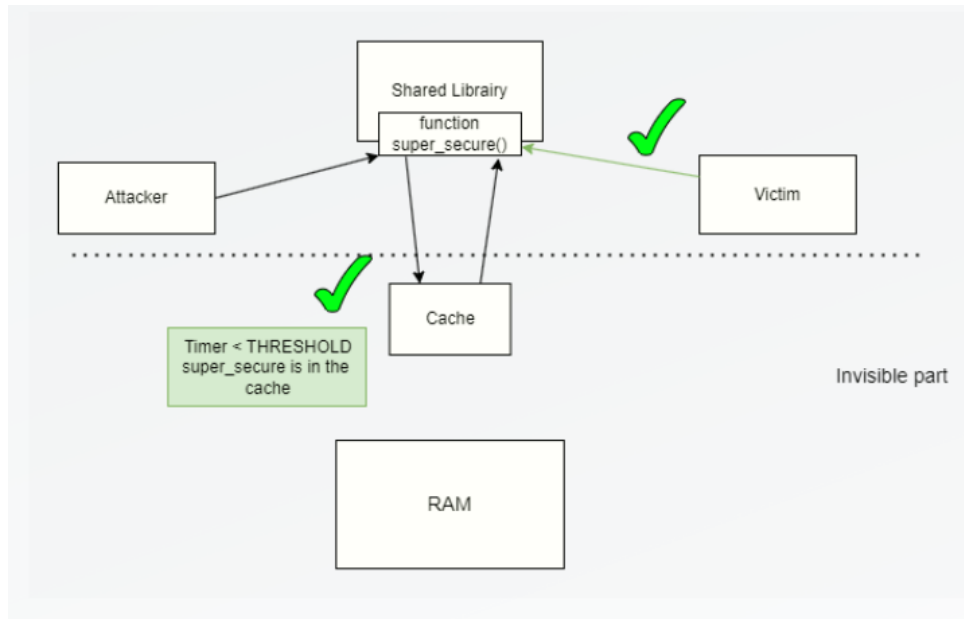 Shared Librairy
function
super_secure()
Attacker
Victim
Cache
Timer < THRESHOLD
super_secure is in the
cache
Invisible part
RAM